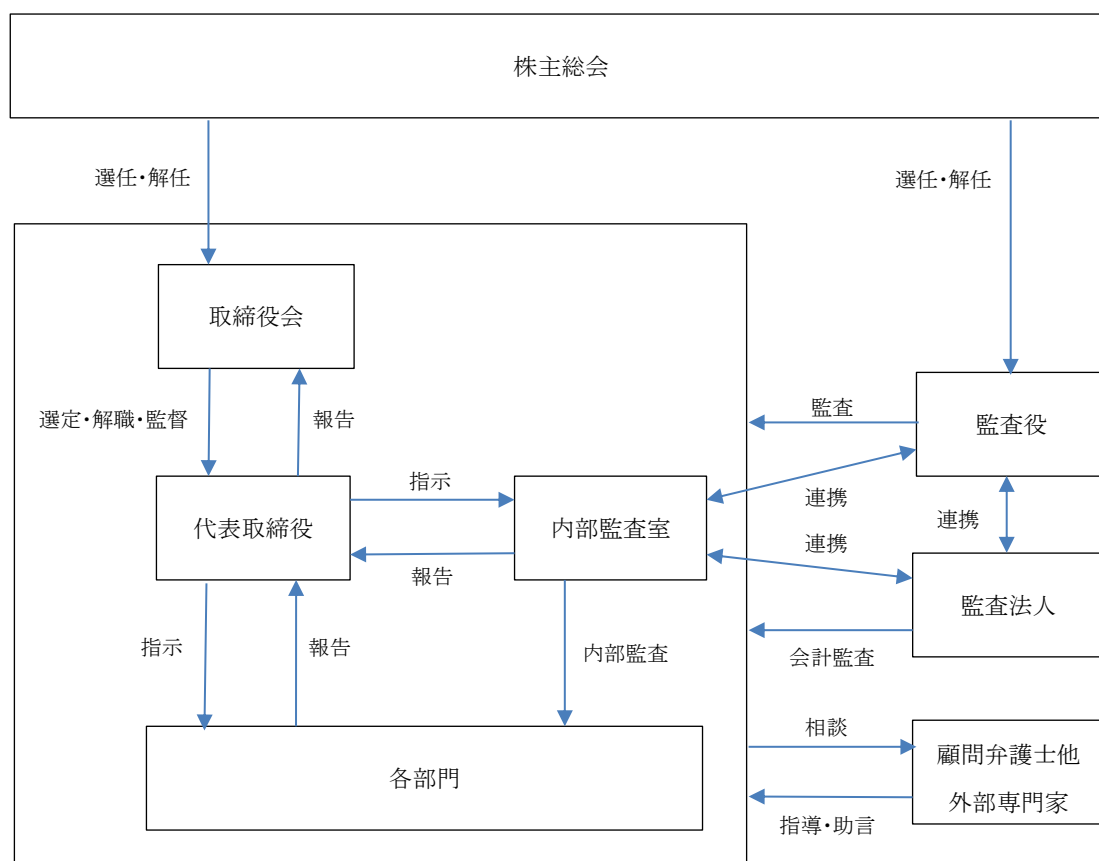 株主総会
選任・解任
選任・解任
取締役会
選定・解職・監督
報告
監査
監査役
指示
連携
代表取締役
内部監査室
連携
連携
報告
監査法人
指示
報告
内部監査
会計監査
相談
各部門
顧問弁護士他
外部専門家
指導・助言